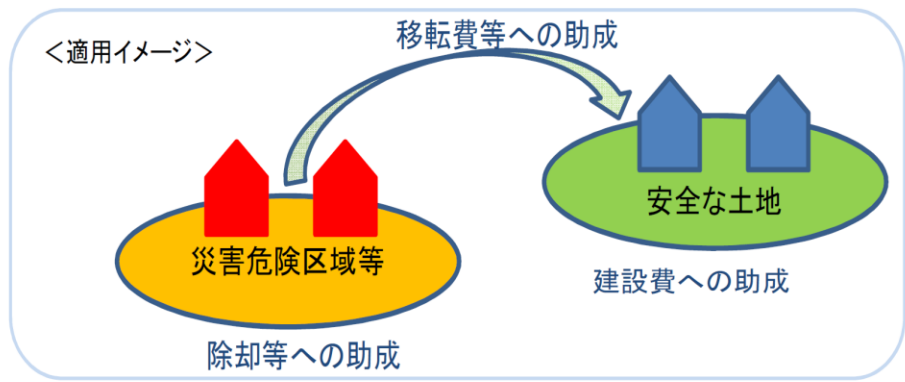 <適用イメージ>
移転費等への助成
災害危険区域等
安全な土地
除却等への助成
建設費への助成